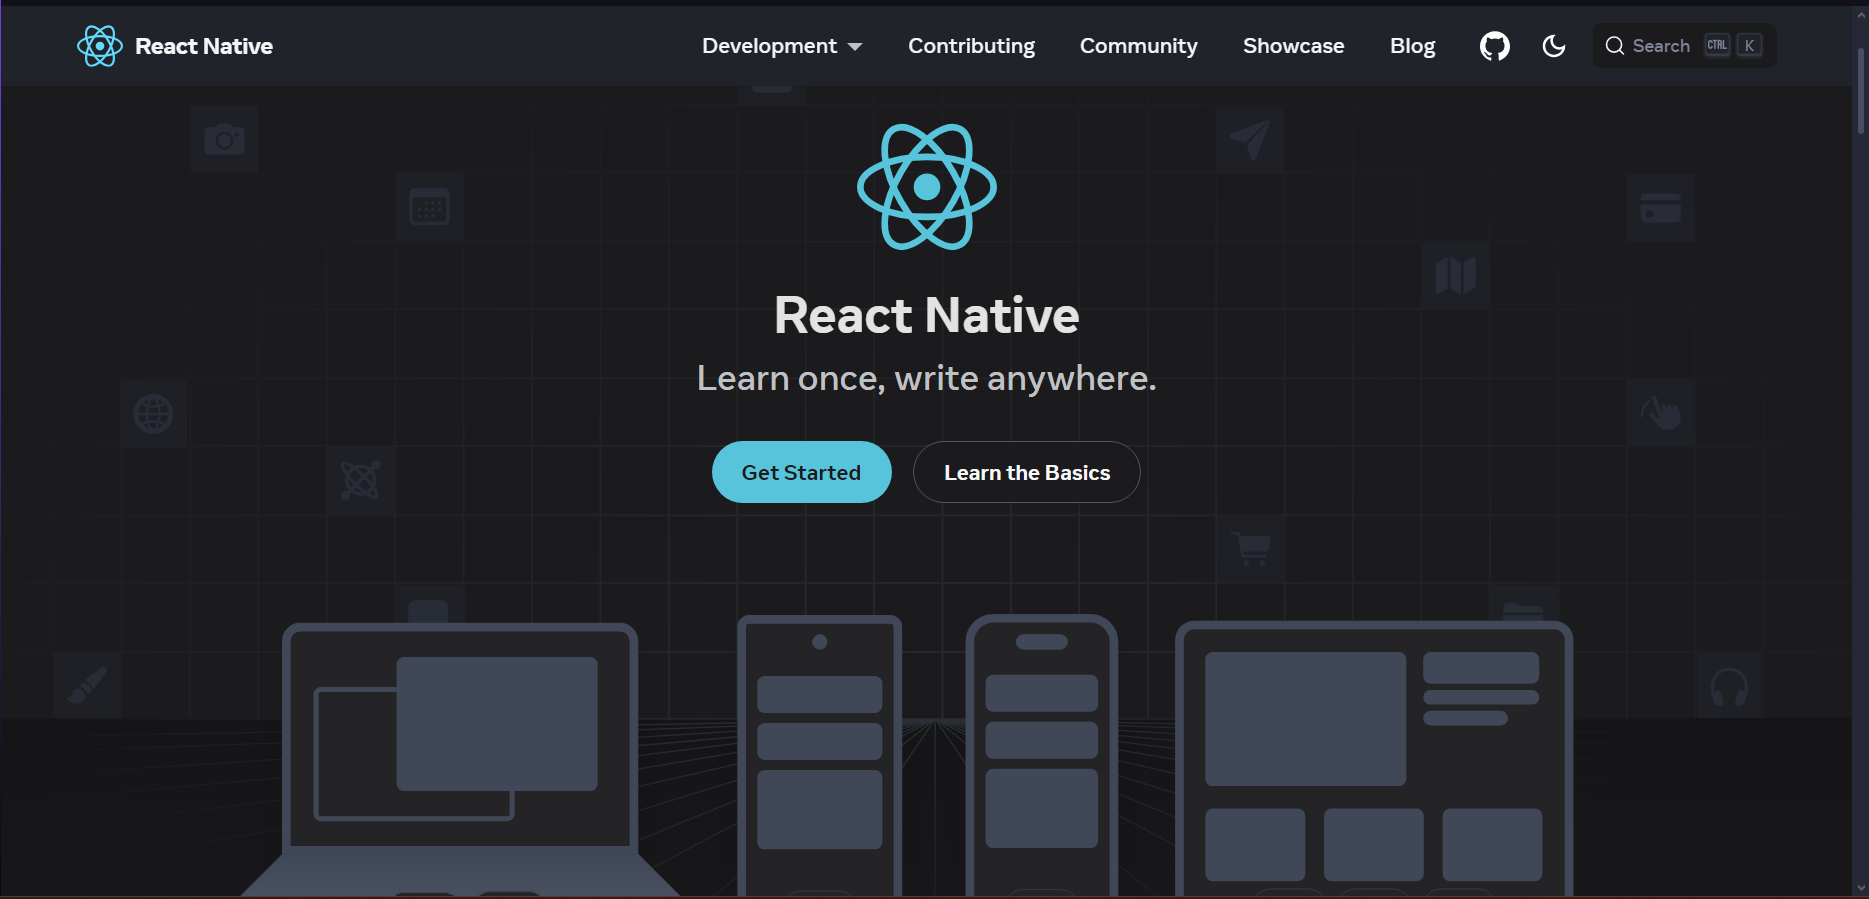 React Native
Development
Contributing
Community
Showcase
Blog
Search CTRL K
React Native
Learn once, write anywhere.
Get Started
Learn the Basics